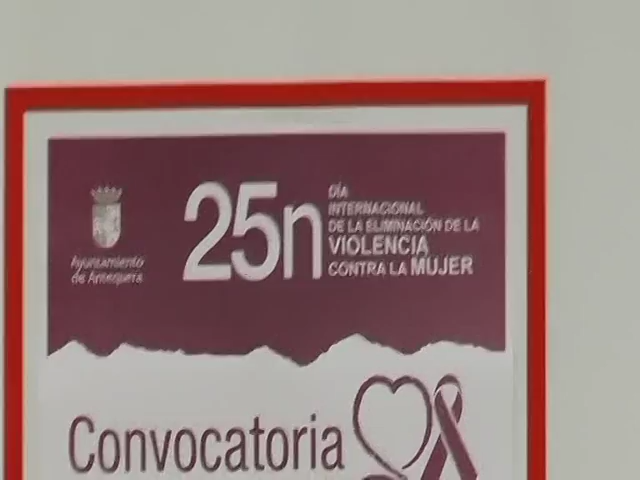 Ayuntamiento
de Antequera
25n
DÍA
INTERNACIONAL
DE LA ELIMINACIÓN DE LA
VIOLENCIA
CONTRA LA MUJER
Convocatoria